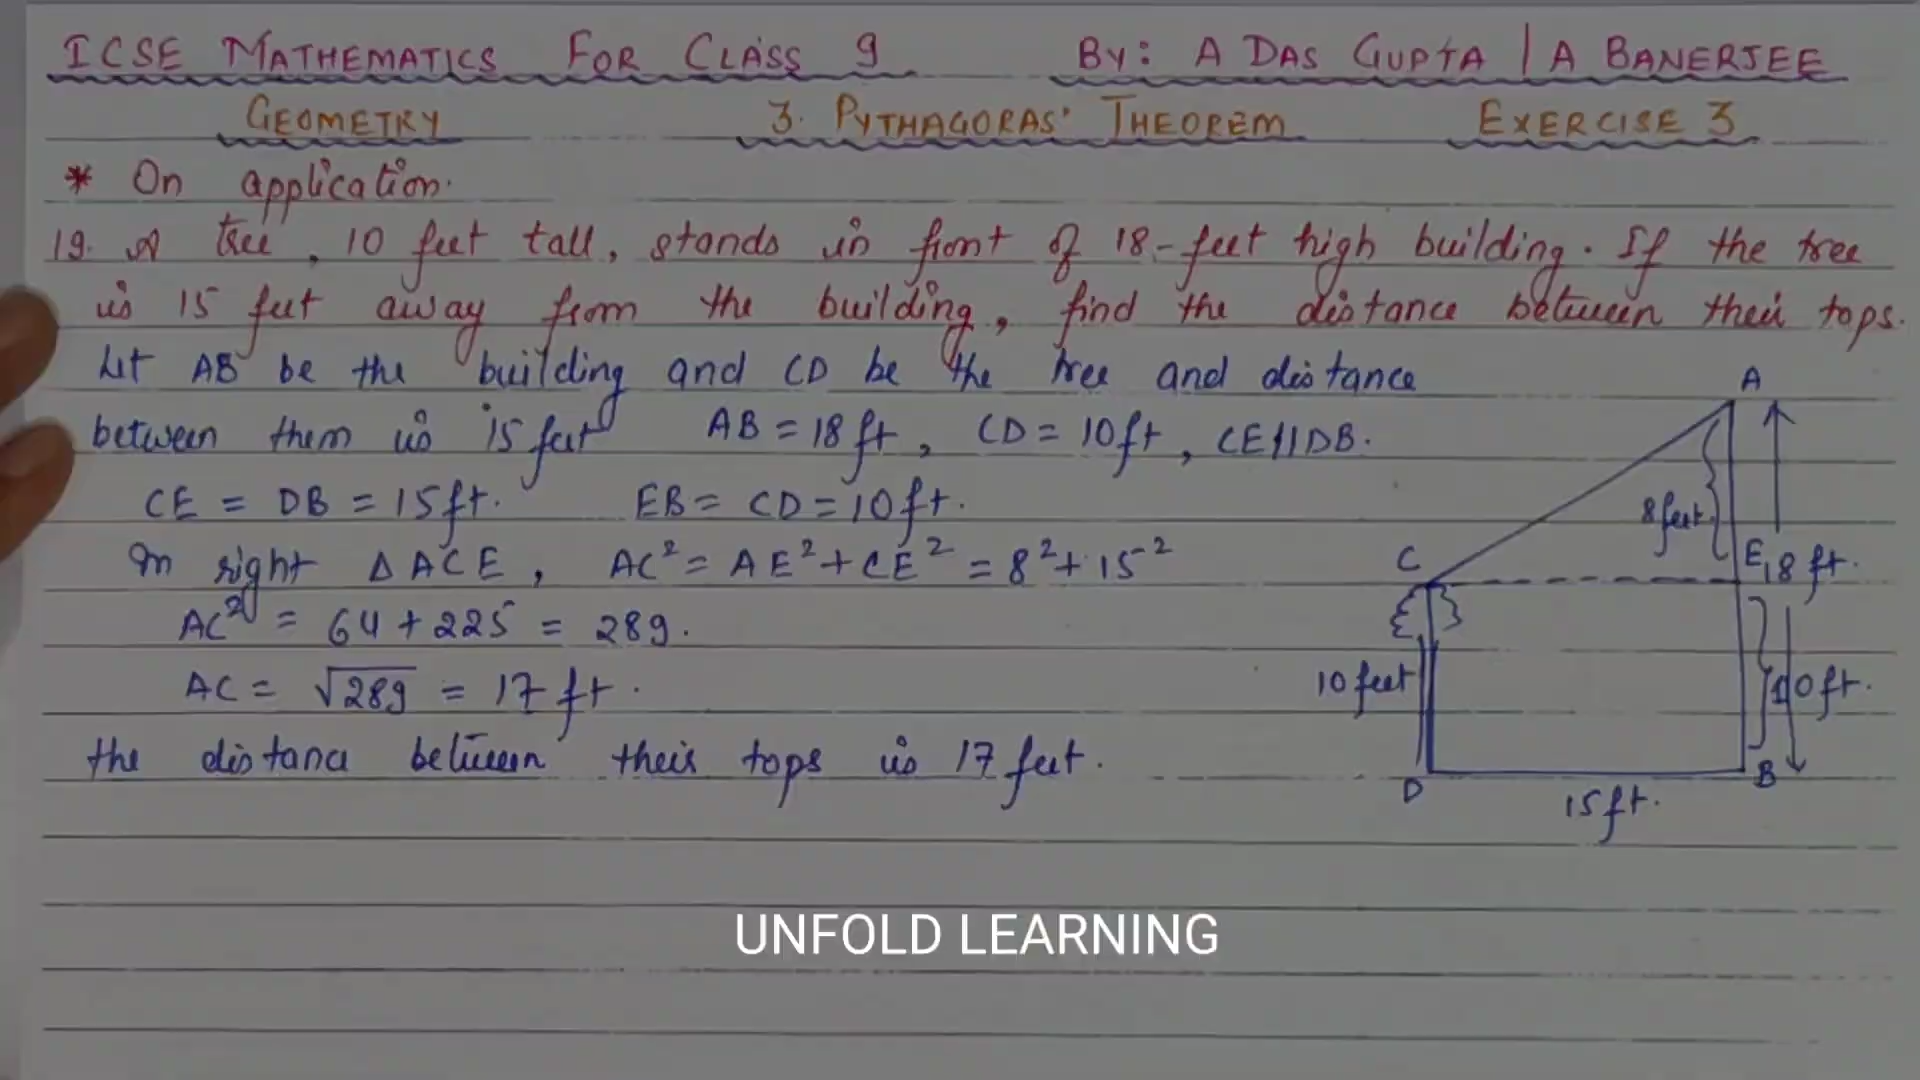 ICSE MATHEMATICS FOR CLASS 9 BY: A DAS GUPTA | A BANERJEE
GEOMETRY 3. PYTHAGORAS' THEOREM EXERCISE 3
* On application.
19. A tree, 10 feet tall, stands in front of 18-feet high building. If the tree
is 15 feet away from the building, find the distance between their tops.
Let AB be the building and CD be the tree and distance
between them is 15 feet AB = 18 ft, CD = 10 ft, CE || DB.
CE = DB = 15 ft. EB = CD = 10 ft.
In right Δ ACE, AC² = AE² + CE² = 8² + 15²
AC² = 64 + 225 = 289.
AC = √289 = 17 ft.
the distance between their tops is 17 feet.
A
8 feet
C
E
18 ft.
10 feet
10 ft.
D
B
15 ft.
UNFOLD LEARNING